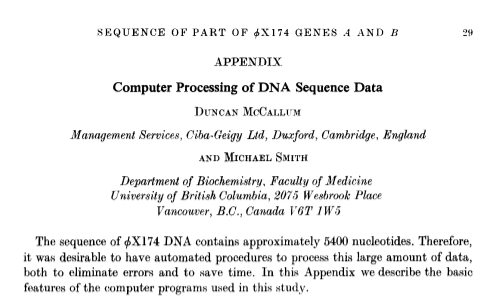 SEQUENCE OF PART OF ϕX174 GENES A AND B 29
APPENDIX
Computer Processing of DNA Sequence Data
DUNCAN MCCALLUM
Management Services, Ciba-Geigy Ltd, Duxford, Cambridge, England
AND MICHAEL SMITH
Department of Biochemistry, Faculty of Medicine
University of British Columbia, 2075 Wesbrook Place
Vancouver, B.C., Canada V6T 1W5
The sequence of ϕX174 DNA contains approximately 5400 nucleotides. Therefore,
it was desirable to have automated procedures to process this large amount of data,
both to eliminate errors and to save time. In this Appendix we describe the basic
features of the computer programs used in this study.